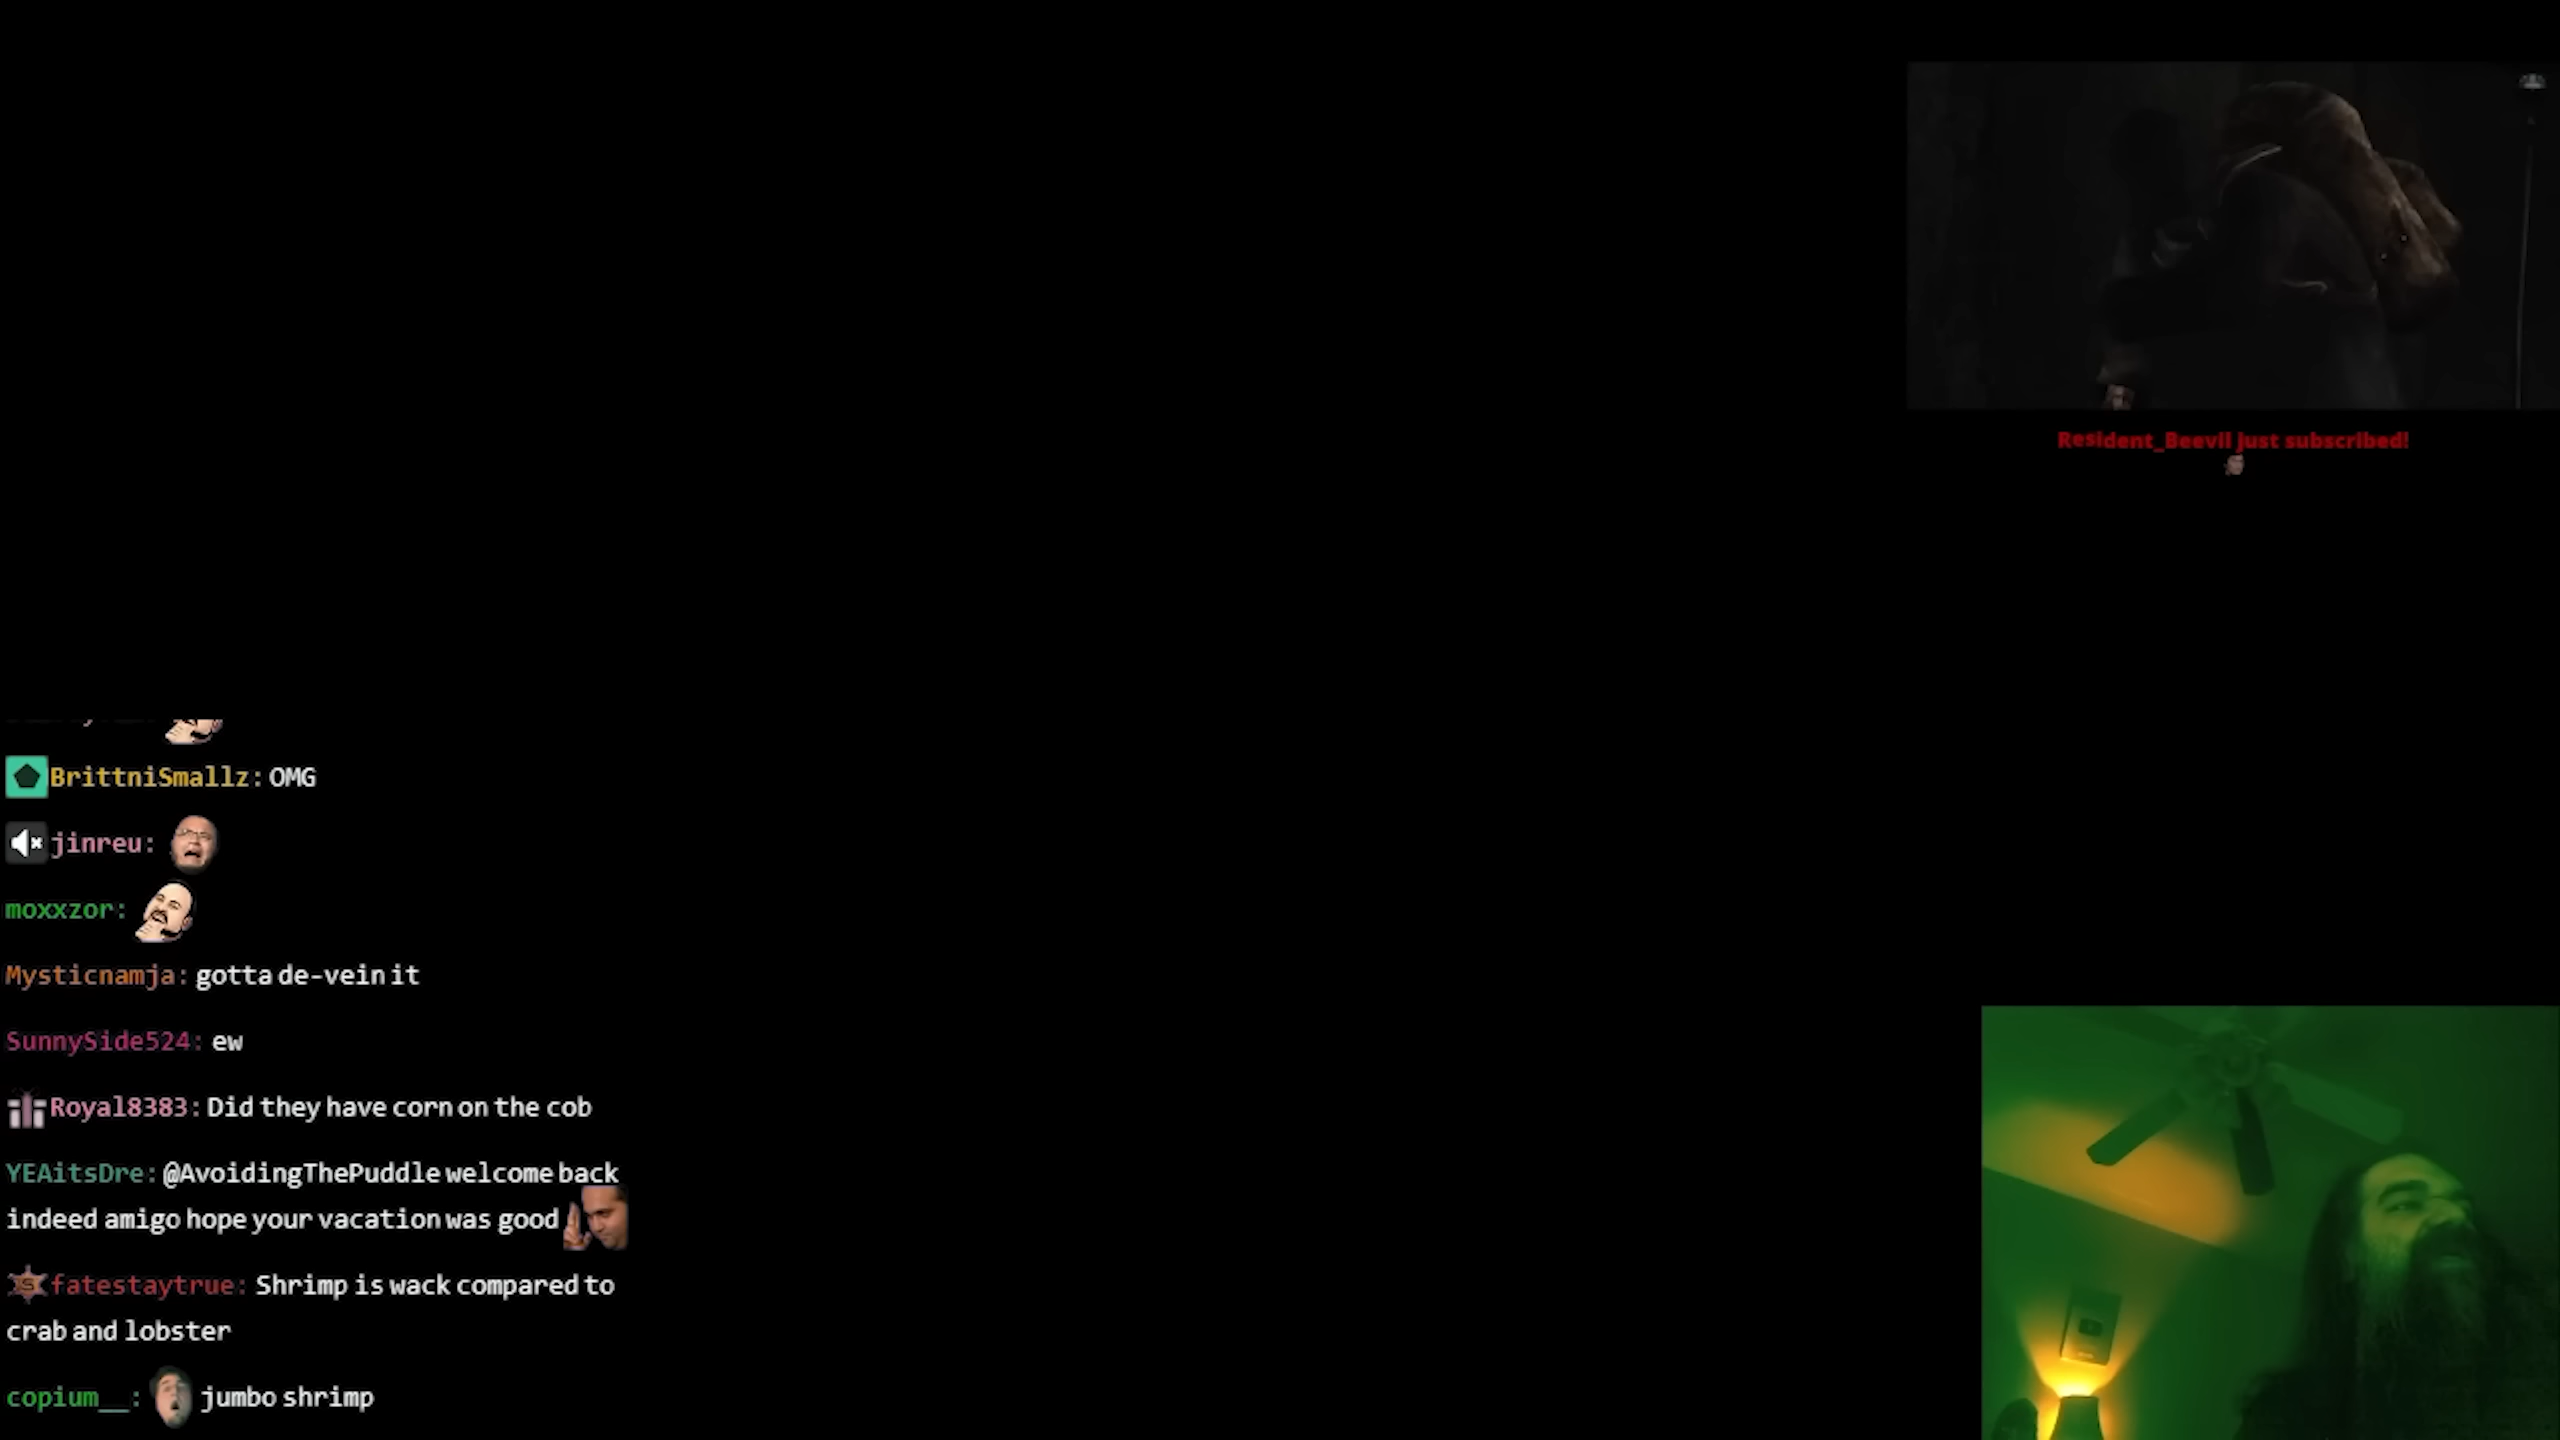 Resident_Beevil just subscribed!
BrittniSmallz: OMG
jinreu:
moxxzor:
Mysticnamja: gotta de-vein it
SunnySide524: ew
Royal8383: Did they have corn on the cob
YEAitsDre: @AvoidingThePuddle welcome back
indeed amigo hope your vacation was good
fatestaytrue: Shrimp is wack compared to
crab and lobster
copium__: jumbo shrimp